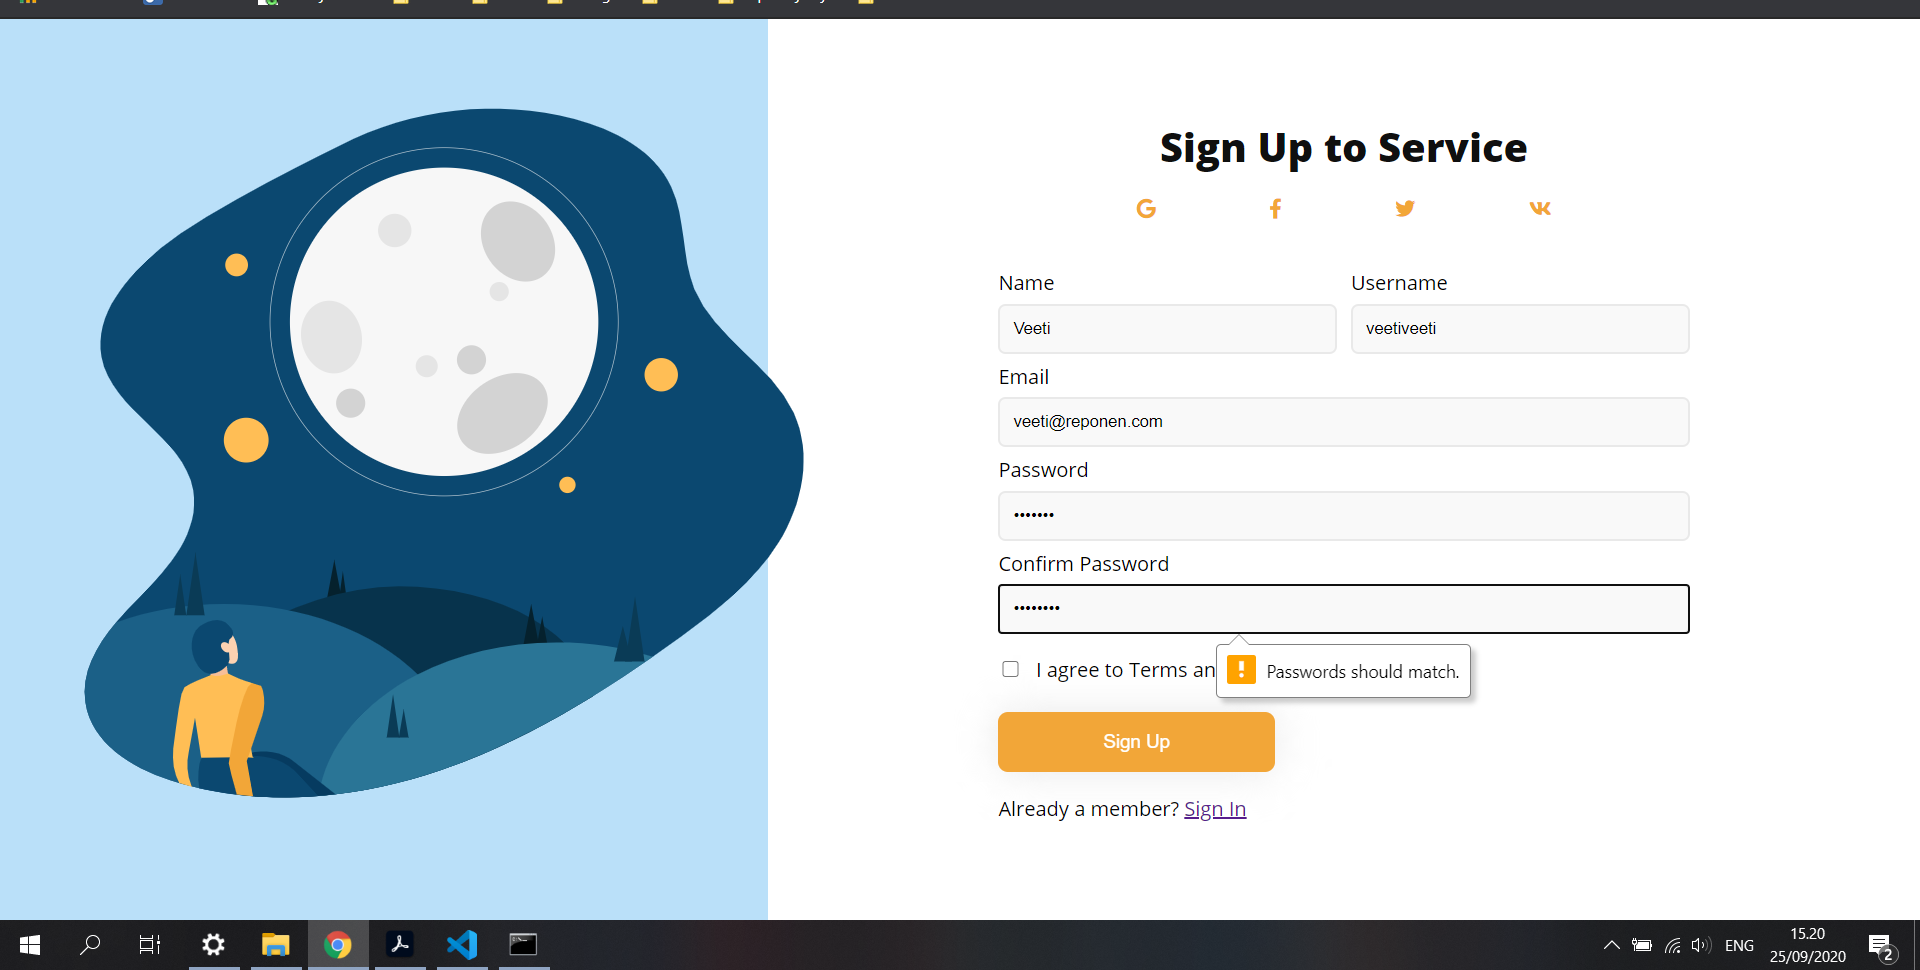 Sign Up to Service
Name Username
Veeti veetiveeti
Email
veeti@reponen.com
Password
•••••••
Confirm Password
••••••••
I agree to Terms an
Passwords should match.
Sign Up
Already a member? Sign In
ENG
15.20
25/09/2020
2